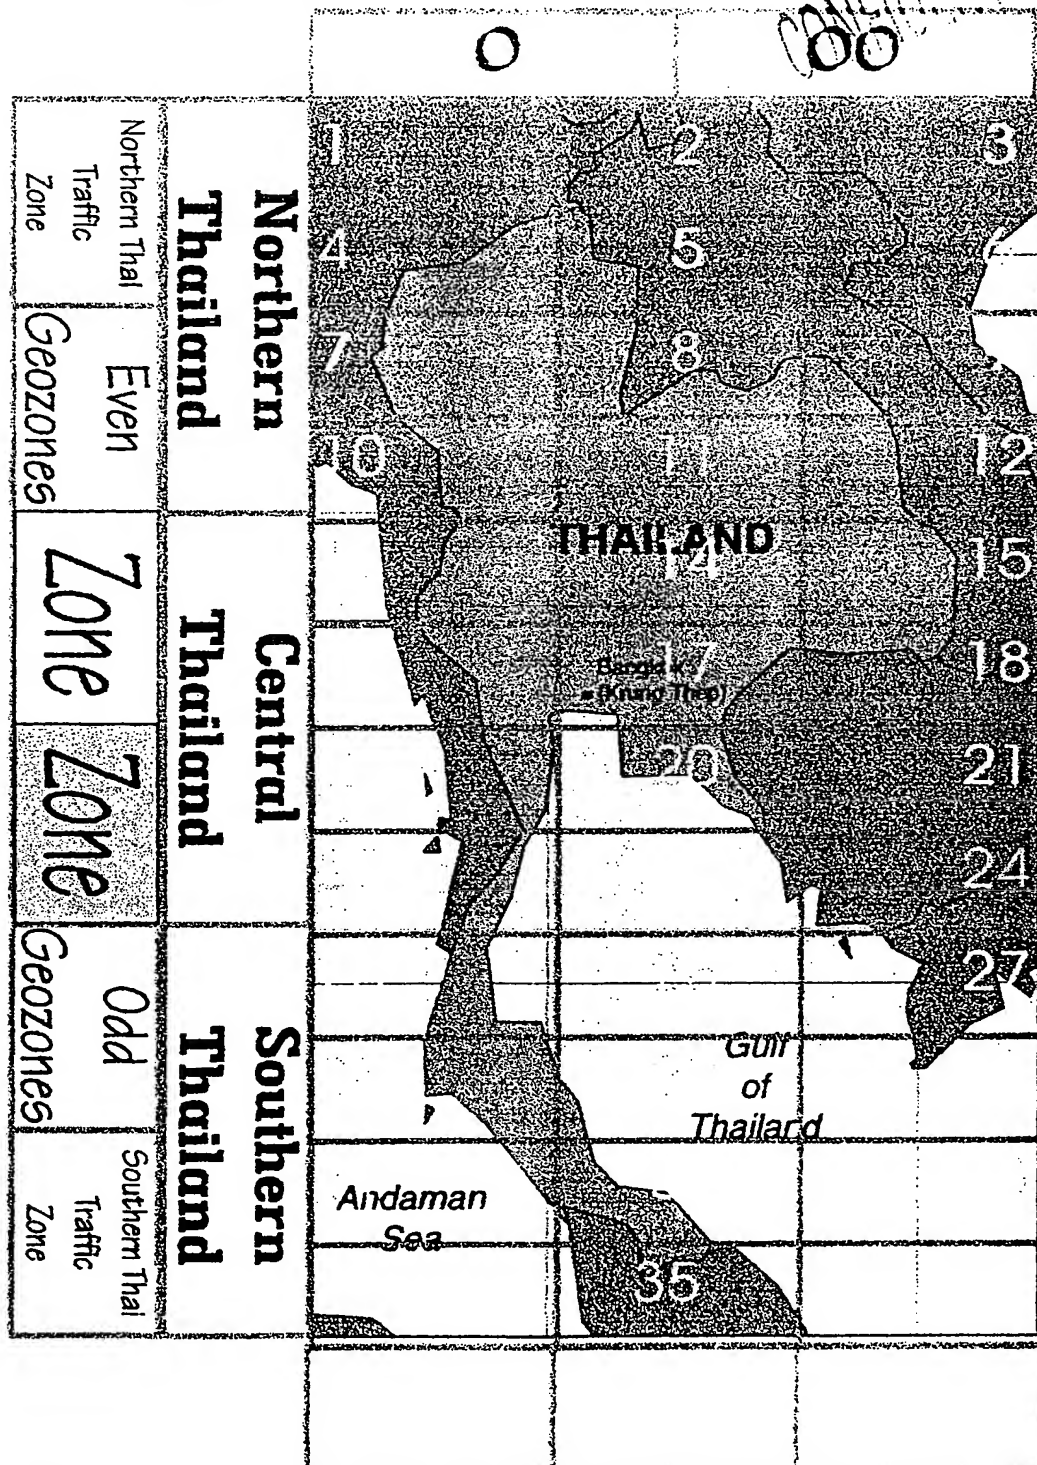 O
OO
Northern Thai
Traffic
Zone
Even
Geozones
Zone
Zone
Odd
Geozones
Southern Thai
Traffic
Zone
Northern
Thailand
Central
Thailand
Southern
Thailand
1
2
3
4
5
7
8
10
11
12
THAILAND
14
15
17
18
(Krung Thep)
20
21
24
27
Gulf
of
Thailand
Andaman
Sea
35